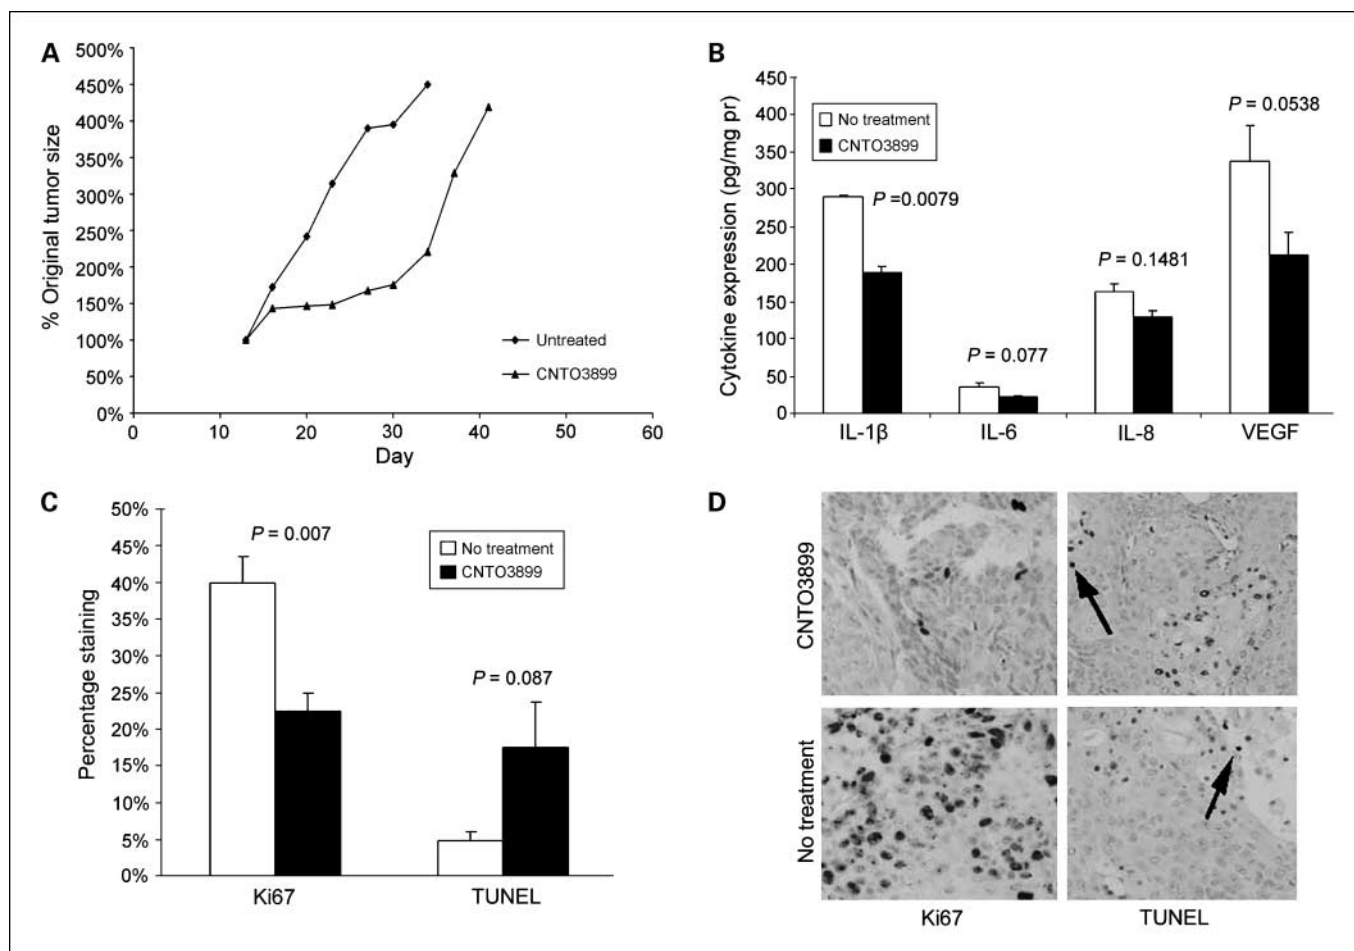 A
500%
450%
400%
350%
300%
250%
200%
150%
100%
50%
0%
% Original tumor size
Untreated
CNTO3899
0 10 20 30 40 50 60
Day
B
450
400
350
300
250
200
150
100
50
0
Cytokine expression (pg/mg pr)
No treatment
CNTO3899
P =0.0079
P = 0.077
P = 0.1481
P = 0.0538
IL-1β IL-6 IL-8 VEGF
C
50%
45%
40%
35%
30%
25%
20%
15%
10%
5%
0%
Percentage staining
P = 0.007
No treatment
CNTO3899
P = 0.087
Ki67 TUNEL
D
CNTO3899
No treatment
Ki67 TUNEL